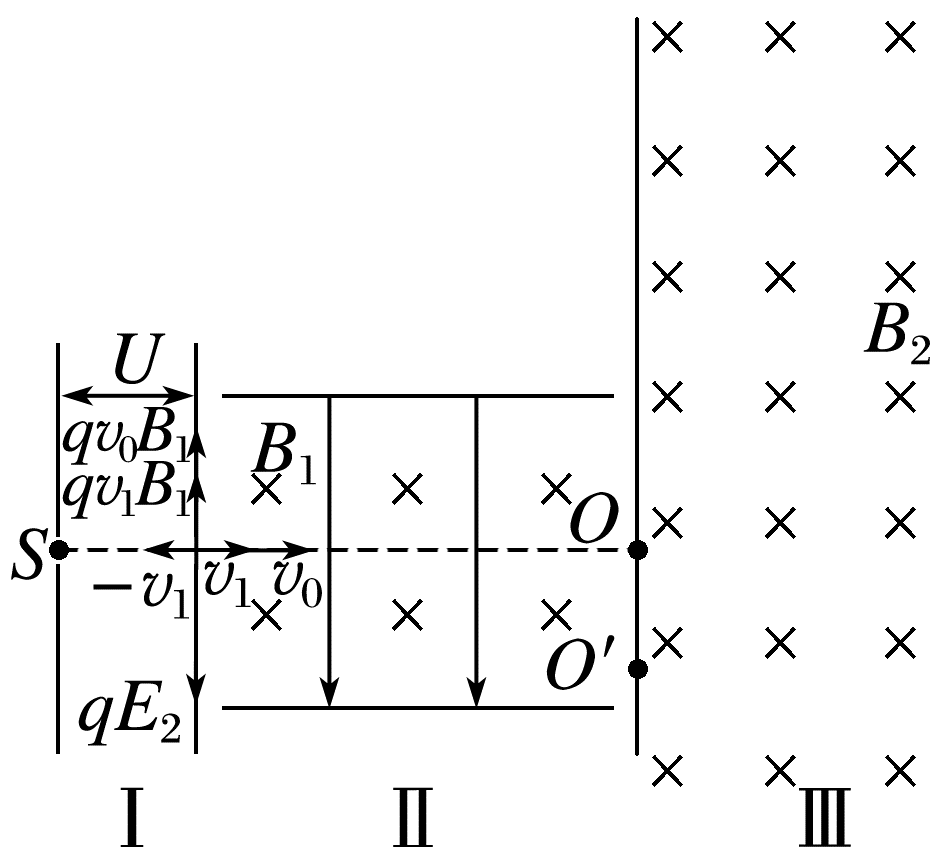 U
qv₀B₁
qv₁B₁
B₁
B₂
S
O
−v₁
v₁
v₀
O′
qE₂
Ⅰ
Ⅱ
Ⅲ